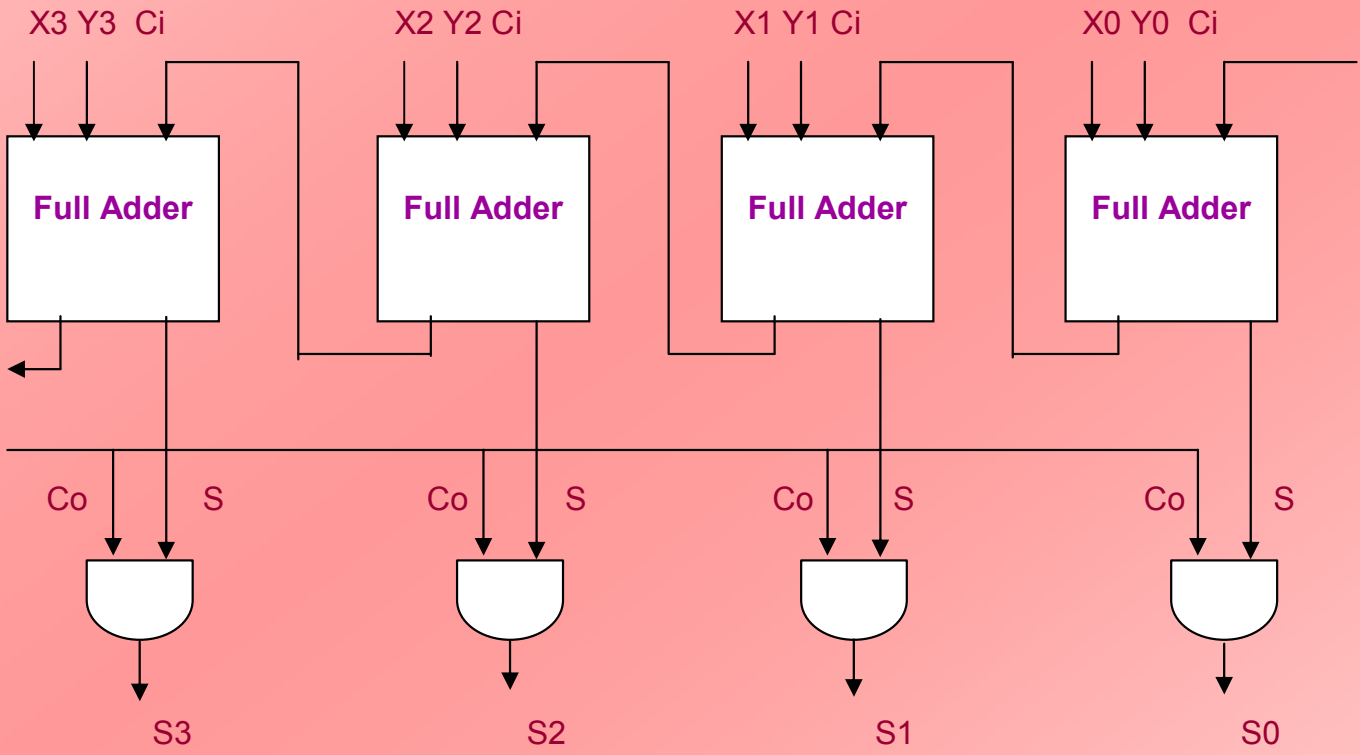 X3 Y3 Ci X2 Y2 Ci X1 Y1 Ci X0 Y0 Ci
Full Adder Full Adder Full Adder Full Adder
Co S Co S Co S Co S
S3 S2 S1 S0